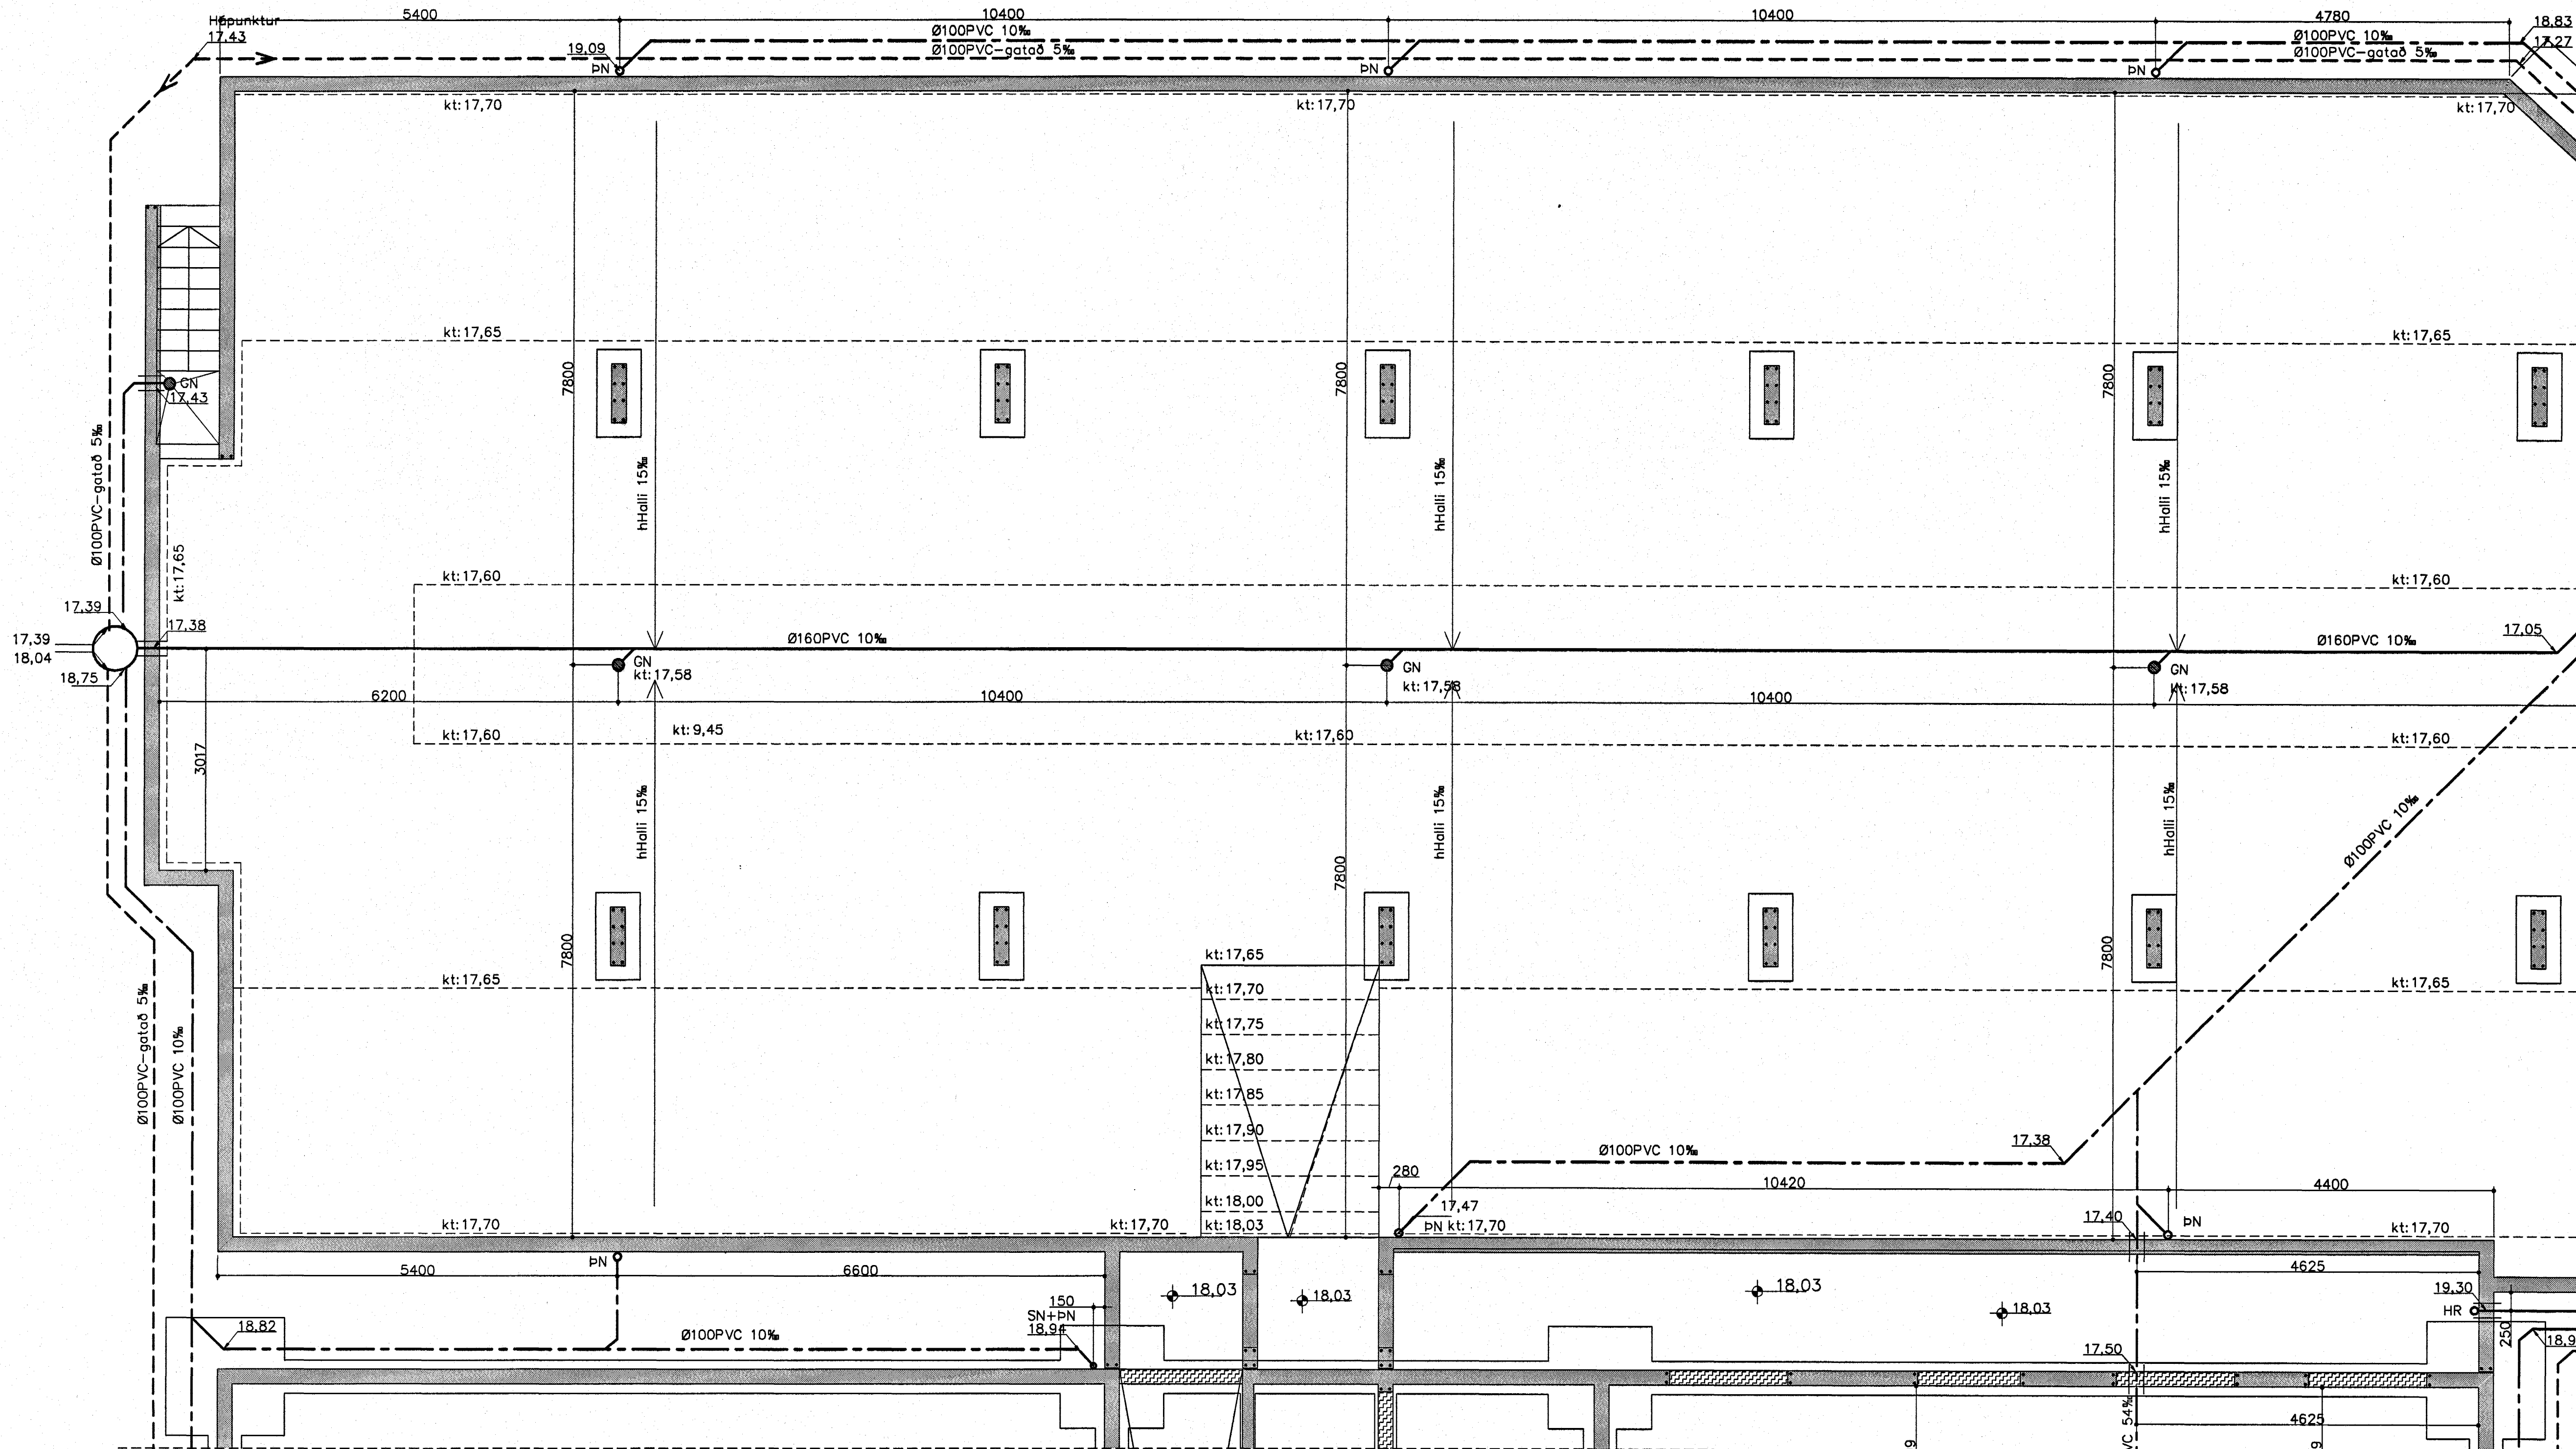 Hápunktur
17,43
5400
10400
10400
4780
18,83
17,27
19,09
Ø100PVC 10‰
Ø100PVC-gatað 5‰
Ø100PVC 10‰
Ø100PVC-gatað 5‰
ÞN
ÞN
ÞN
kt:17,70
kt:17,70
kt:17,70
kt:17,65
kt:17,65
7800
7800
7800
GN
17,43
Ø100PVC-gatað 5‰
hHalli 15‰
hHalli 15‰
hHalli 15‰
kt:17,65
kt:17,60
kt:17,60
17,39
17,38
17,39
18,04
18,75
Ø160PVC 10‰
Ø160PVC 10‰
17,05
GN
kt:17,58
GN
kt:17,58
GN
kt:17,58
6200
10400
10400
3017
kt:17,60
kt:9,45
kt:17,60
kt:17,60
hHalli 15‰
hHalli 15‰
hHalli 15‰
Ø100PVC 10‰
7800
7800
7800
kt:17,65
kt:17,65
kt:17,65
kt:17,70
kt:17,75
kt:17,80
kt:17,85
kt:17,90
kt:17,95
kt:18,00
kt:18,03
Ø100PVC-gatað 5‰
Ø100PVC 10‰
Ø100PVC 10‰
17,38
280
10420
4400
17,47
ÞN
kt:17,70
kt:17,70
kt:17,70
17,40
ÞN
kt:17,70
ÞN
5400
6600
4625
18,03
18,03
18,03
18,03
150
SN+ÞN
18,94
18,82
Ø100PVC 10‰
19,30
HR
250
18,9
17,50
4625
VC 54‰
9
9